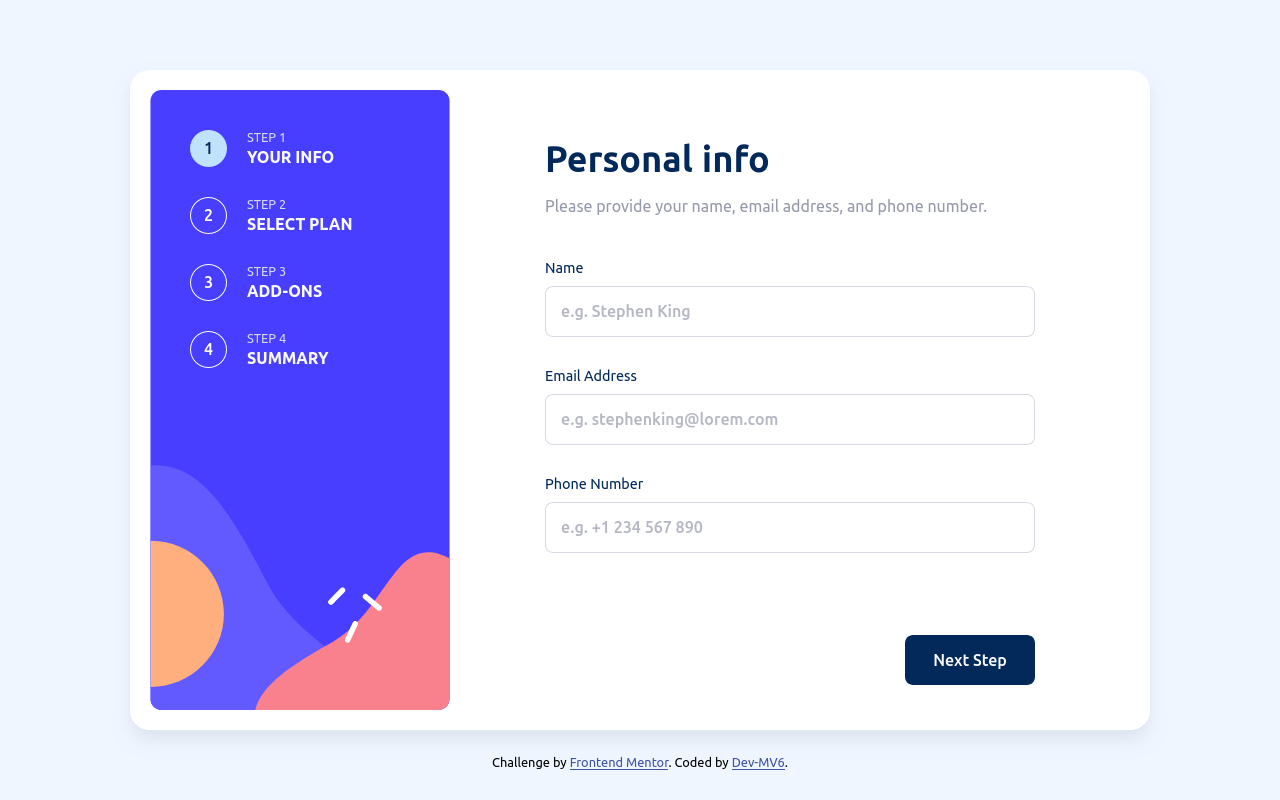 1
STEP 1
YOUR INFO
2
STEP 2
SELECT PLAN
3
STEP 3
ADD-ONS
4
STEP 4
SUMMARY
Personal info
Please provide your name, email address, and phone number.
Name
e.g. Stephen King
Email Address
e.g. stephenking@lorem.com
Phone Number
e.g. +1 234 567 890
Next Step
Challenge by Frontend Mentor. Coded by Dev-MV6.